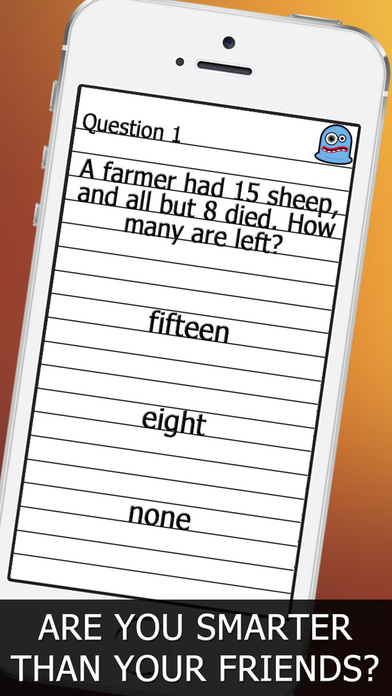 Question 1
A farmer had 15 sheep,
and all but 8 died. How
many are left?
fifteen
eight
none
ARE YOU SMARTER
THAN YOUR FRIENDS?